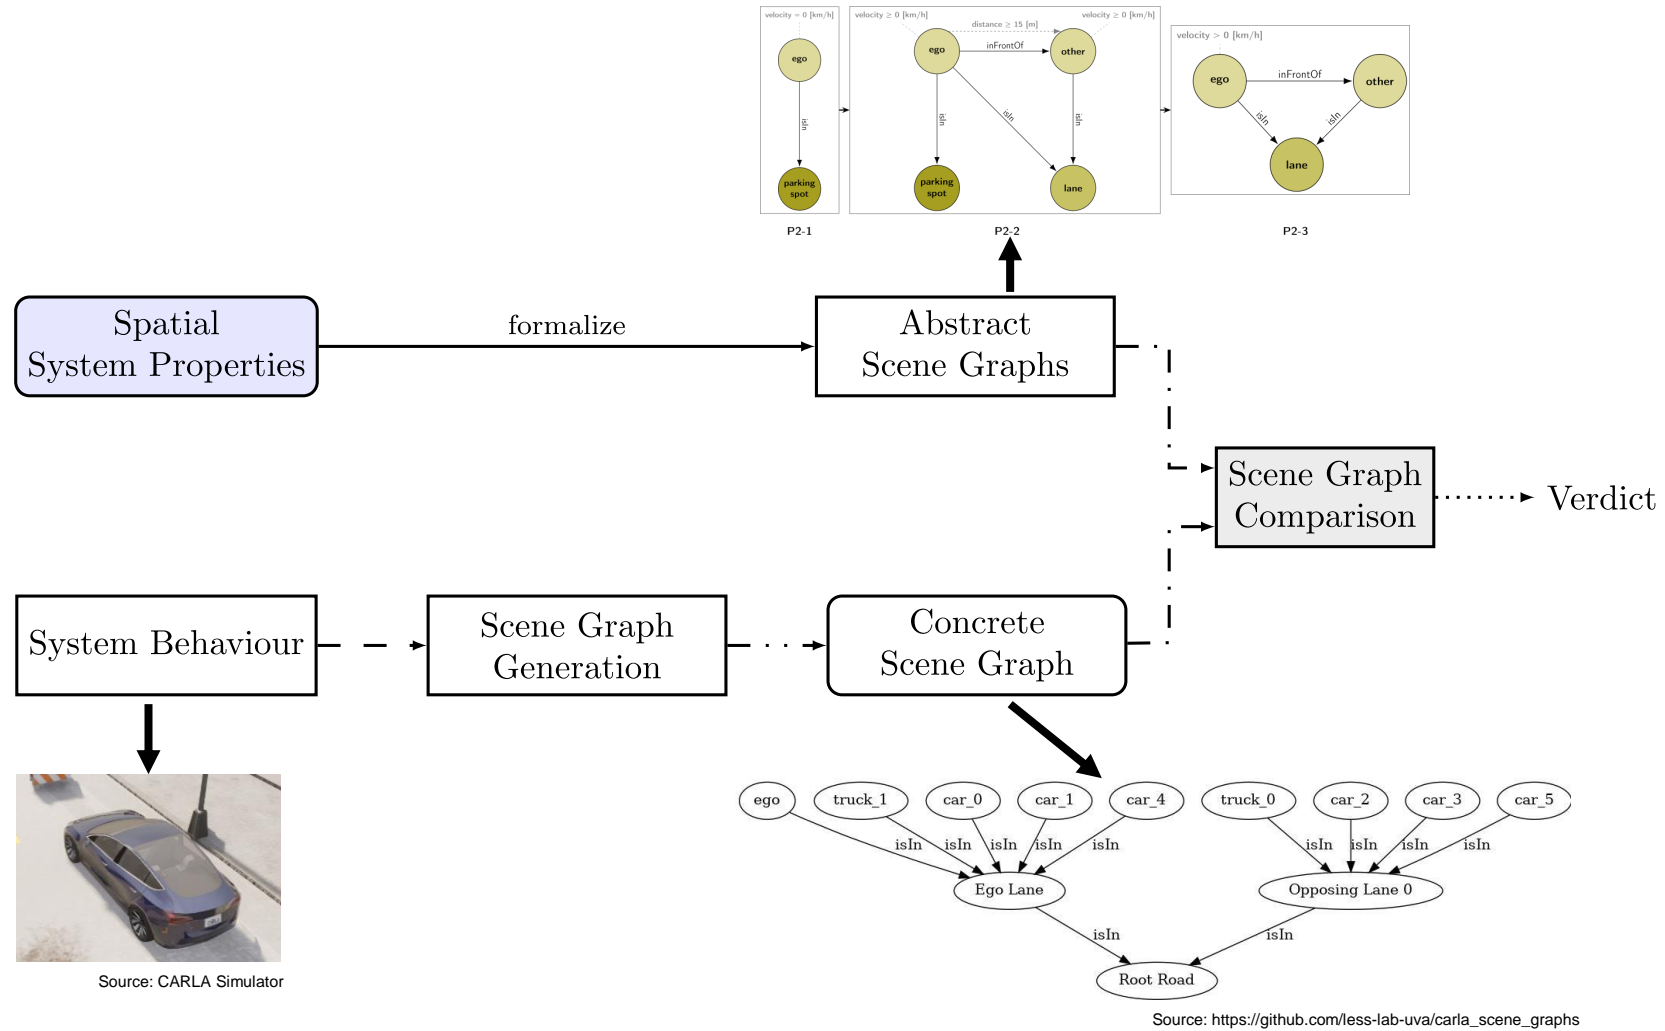 velocity = 0 [km/h]
ego
isIn
parking
spot
P2-1
velocity ≥ 0 [km/h]
distance ≥ 15 [m]
velocity ≥ 0 [km/h]
ego
inFrontOf
other
isIn
isIn
isIn
parking
spot
lane
P2-2
velocity > 0 [km/h]
ego
inFrontOf
other
isIn
isIn
lane
P2-3
Spatial
System Properties
formalize
Abstract
Scene Graphs
Scene Graph
Comparison
Verdict
System Behaviour
Scene Graph
Generation
Concrete
Scene Graph
ego
truck_1
car_0
car_1
car_4
truck_0
car_2
car_3
car_5
isIn
isIn
isIn
isIn
isIn
isIn
isIn
isIn
isIn
Ego Lane
Opposing Lane 0
isIn
isIn
Root Road
Source: CARLA Simulator
Source: https://github.com/less-lab-uva/carla_scene_graphs